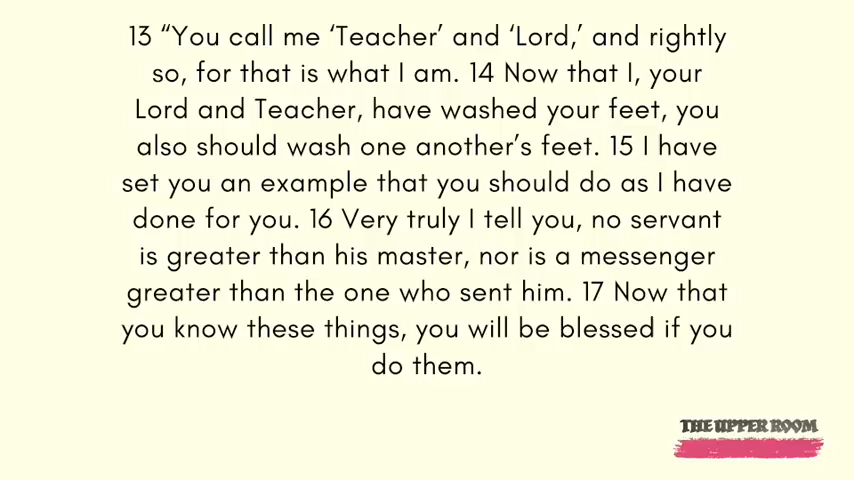 13 “You call me ‘Teacher’ and ‘Lord,’ and rightly
so, for that is what I am. 14 Now that I, your
Lord and Teacher, have washed your feet, you
also should wash one another’s feet. 15 I have
set you an example that you should do as I have
done for you. 16 Very truly I tell you, no servant
is greater than his master, nor is a messenger
greater than the one who sent him. 17 Now that
you know these things, you will be blessed if you
do them.
THE UPPER ROOM